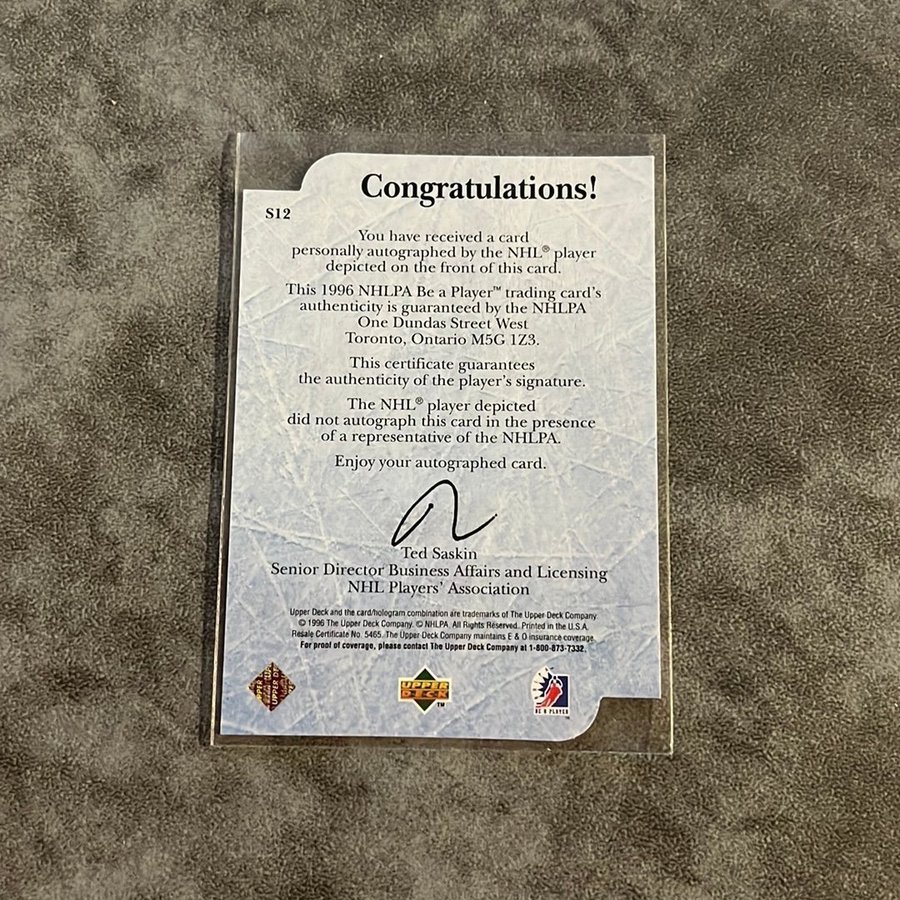 Congratulations!
S12
You have received a card
personally autographed by the NHL® player
depicted on the front of this card.
This 1996 NHLPA Be a Player™ trading card's
authenticity is guaranteed by the NHLPA
One Dundas Street West
Toronto, Ontario M5G 1Z3.
This certificate guarantees
the authenticity of the player's signature.
The NHL® player depicted
did not autograph this card in the presence
of a representative of the NHLPA.
Enjoy your autographed card.
Ted Saskin
Senior Director Business Affairs and Licensing
NHL Players' Association
Upper Deck and the card/hologram combination are trademarks of The Upper Deck Company.
© 1996 The Upper Deck Company. © NHLPA. All Rights Reserved. Printed in the U.S.A.
Resale Certificate No. 5465. The Upper Deck Company maintains E & O insurance coverage.
For proof of coverage, please contact The Upper Deck Company at 1-800-873-7332.
UPPER
DECK
™
BE A PLAYER